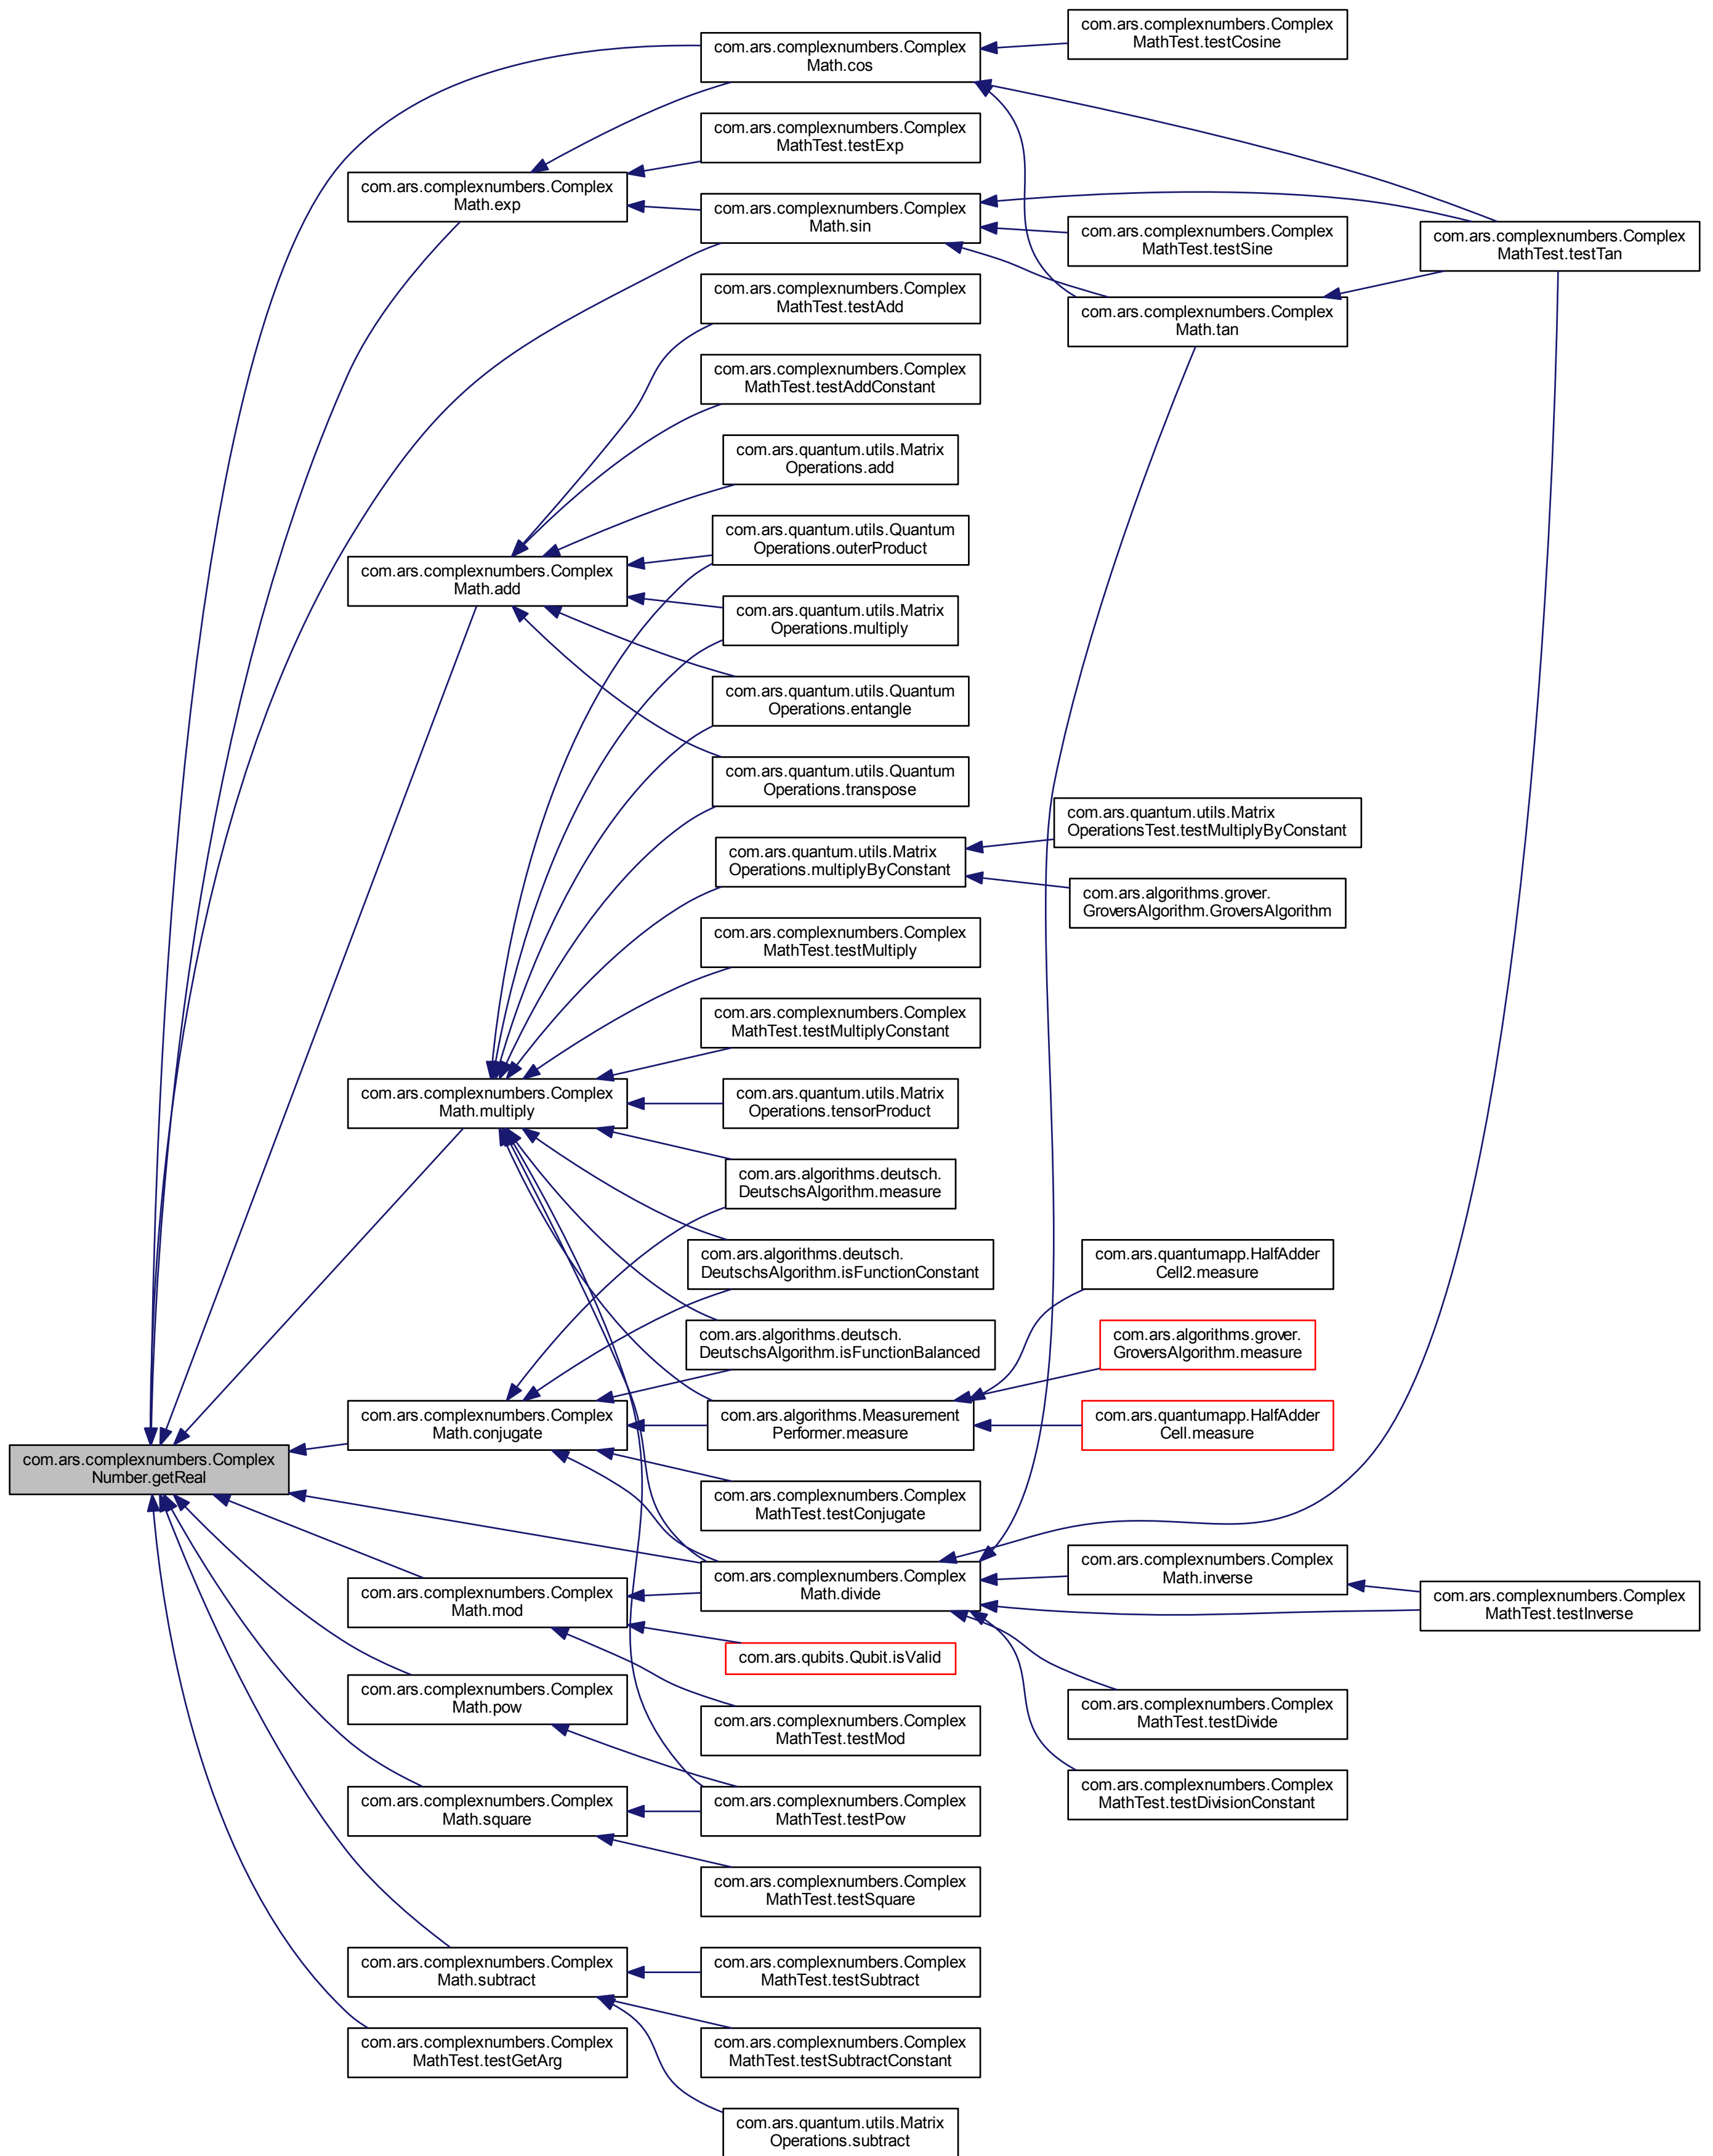 com.ars.complexnumbers.Complex
Number.getReal
com.ars.complexnumbers.Complex
Math.exp
com.ars.complexnumbers.Complex
Math.add
com.ars.complexnumbers.Complex
Math.multiply
com.ars.complexnumbers.Complex
Math.conjugate
com.ars.complexnumbers.Complex
Math.mod
com.ars.complexnumbers.Complex
Math.pow
com.ars.complexnumbers.Complex
Math.square
com.ars.complexnumbers.Complex
Math.subtract
com.ars.complexnumbers.Complex
MathTest.testGetArg
com.ars.complexnumbers.Complex
Math.cos
com.ars.complexnumbers.Complex
MathTest.testExp
com.ars.complexnumbers.Complex
Math.sin
com.ars.complexnumbers.Complex
MathTest.testAdd
com.ars.complexnumbers.Complex
MathTest.testAddConstant
com.ars.quantum.utils.Matrix
Operations.add
com.ars.quantum.utils.Quantum
Operations.outerProduct
com.ars.quantum.utils.Matrix
Operations.multiply
com.ars.quantum.utils.Quantum
Operations.entangle
com.ars.quantum.utils.Quantum
Operations.transpose
com.ars.quantum.utils.Matrix
Operations.multiplyByConstant
com.ars.complexnumbers.Complex
MathTest.testMultiply
com.ars.complexnumbers.Complex
MathTest.testMultiplyConstant
com.ars.quantum.utils.Matrix
Operations.tensorProduct
com.ars.algorithms.deutsch.
DeutschsAlgorithm.measure
com.ars.algorithms.deutsch.
DeutschsAlgorithm.isFunctionConstant
com.ars.algorithms.deutsch.
DeutschsAlgorithm.isFunctionBalanced
com.ars.algorithms.Measurement
Performer.measure
com.ars.complexnumbers.Complex
MathTest.testConjugate
com.ars.complexnumbers.Complex
Math.divide
com.ars.qubits.Qubit.isValid
com.ars.complexnumbers.Complex
MathTest.testMod
com.ars.complexnumbers.Complex
MathTest.testPow
com.ars.complexnumbers.Complex
MathTest.testSquare
com.ars.complexnumbers.Complex
MathTest.testSubtract
com.ars.complexnumbers.Complex
MathTest.testSubtractConstant
com.ars.quantum.utils.Matrix
Operations.subtract
com.ars.complexnumbers.Complex
MathTest.testCosine
com.ars.complexnumbers.Complex
MathTest.testSine
com.ars.complexnumbers.Complex
Math.tan
com.ars.quantum.utils.Matrix
OperationsTest.testMultiplyByConstant
com.ars.algorithms.grover.
GroversAlgorithm.GroversAlgorithm
com.ars.quantumapp.HalfAdder
Cell2.measure
com.ars.algorithms.grover.
GroversAlgorithm.measure
com.ars.quantumapp.HalfAdder
Cell.measure
com.ars.complexnumbers.Complex
Math.inverse
com.ars.complexnumbers.Complex
MathTest.testDivide
com.ars.complexnumbers.Complex
MathTest.testDivisionConstant
com.ars.complexnumbers.Complex
MathTest.testTan
com.ars.complexnumbers.Complex
MathTest.testInverse